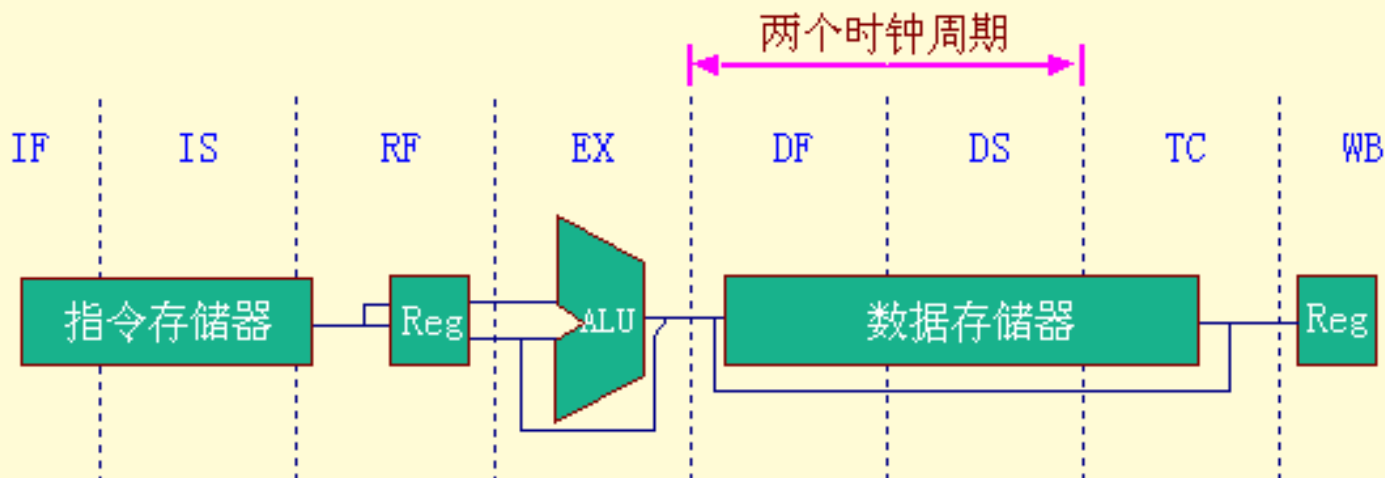 两个时钟周期
IF IS RF EX DF DS TC WB
指令存储器 Reg ALU 数据存储器 Reg